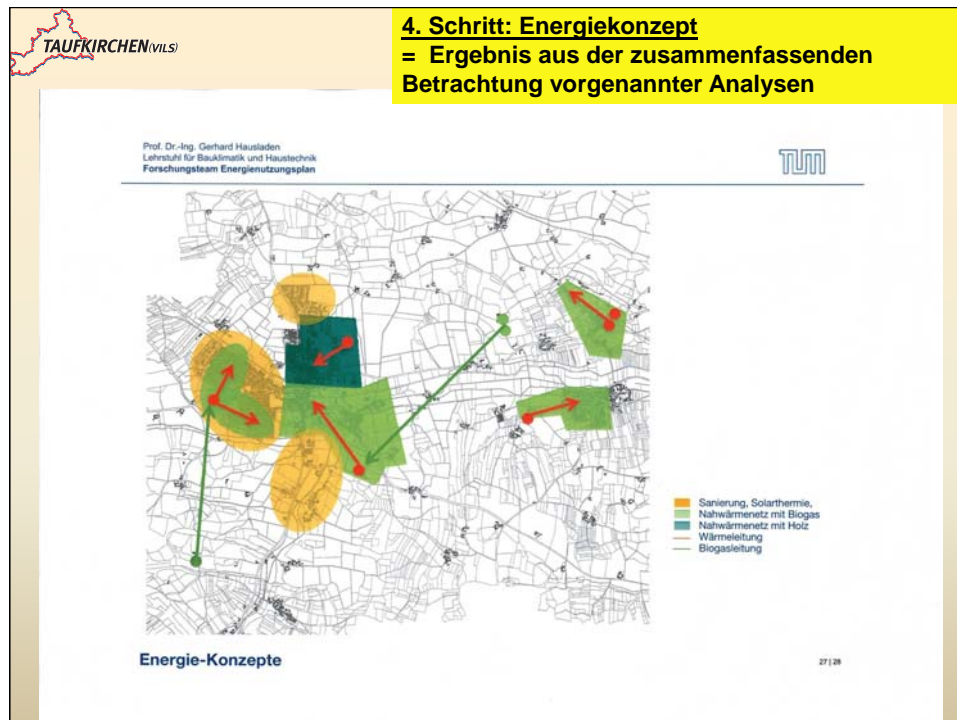 TAUFKIRCHEN(VILS)
4. Schritt: Energiekonzept
= Ergebnis aus der zusammenfassenden
Betrachtung vorgenannter Analysen
Prof. Dr.-Ing. Gerhard Hausladen
Lehrstuhl für Bauklimatik und Haustechnik
Forschungsteam Energienutzungsplan
TUM
Sanierung, Solarthermie,
Nahwärmenetz mit Biogas
Nahwärmenetz mit Holz
Wärmeleitung
Biogasleitung
Energie-Konzepte
27 | 28